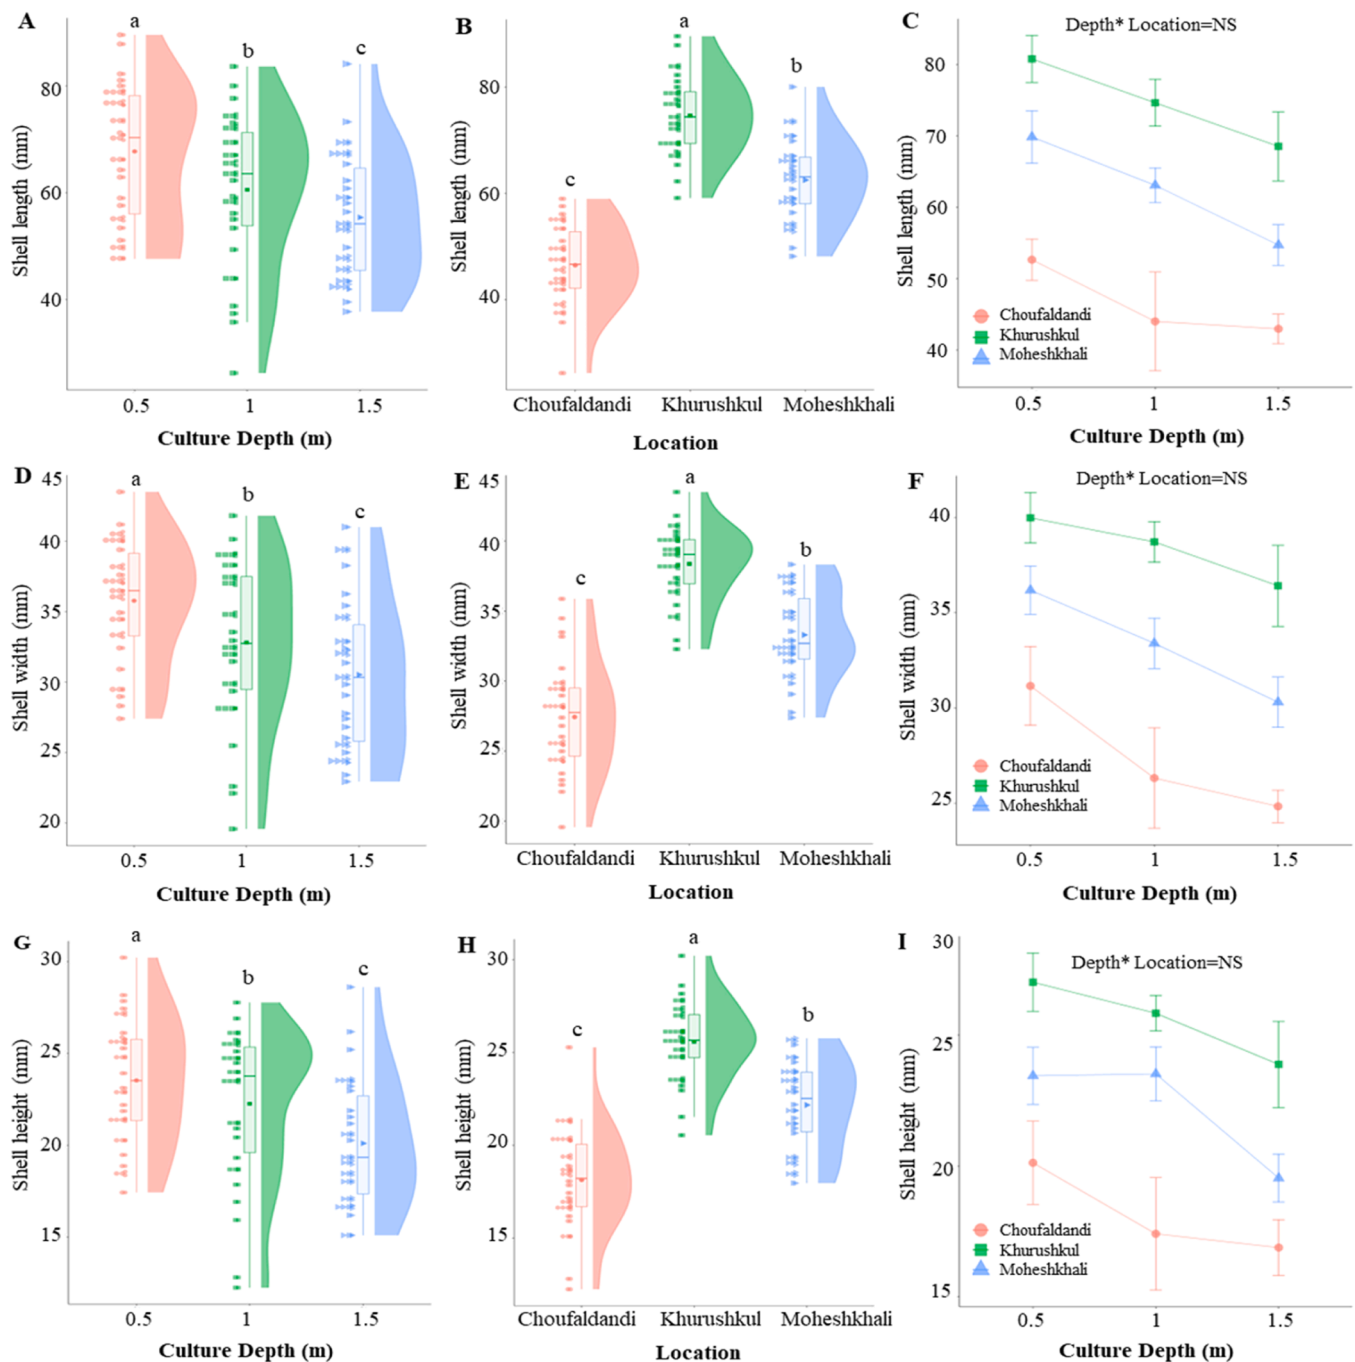 A
a
b
c
80
60
40
Shell length (mm)
0.5
1
1.5
Culture Depth (m)
B
a
b
c
80
60
40
Shell length (mm)
Choufaldandi
Khurushkul
Moheshkhali
Location
C
Depth* Location=NS
80
70
60
50
40
Shell length (mm)
Choufaldandi
Khurushkul
Moheshkhali
0.5
1
1.5
Culture Depth (m)
D
a
b
c
45
40
35
30
25
20
Shell width (mm)
0.5
1
1.5
Culture Depth (m)
E
a
b
c
45
40
35
30
25
20
Shell width (mm)
Choufaldandi
Khurushkul
Moheshkhali
Location
F
Depth* Location=NS
40
35
30
25
Shell width (mm)
Choufaldandi
Khurushkul
Moheshkhali
0.5
1
1.5
Culture Depth (m)
G
a
b
c
30
25
20
15
Shell height (mm)
0.5
1
1.5
Culture Depth (m)
H
a
b
c
30
25
20
15
Shell height (mm)
Choufaldandi
Khurushkul
Moheshkhali
Location
I
Depth* Location=NS
30
25
20
15
Shell height (mm)
Choufaldandi
Khurushkul
Moheshkhali
0.5
1
1.5
Culture Depth (m)